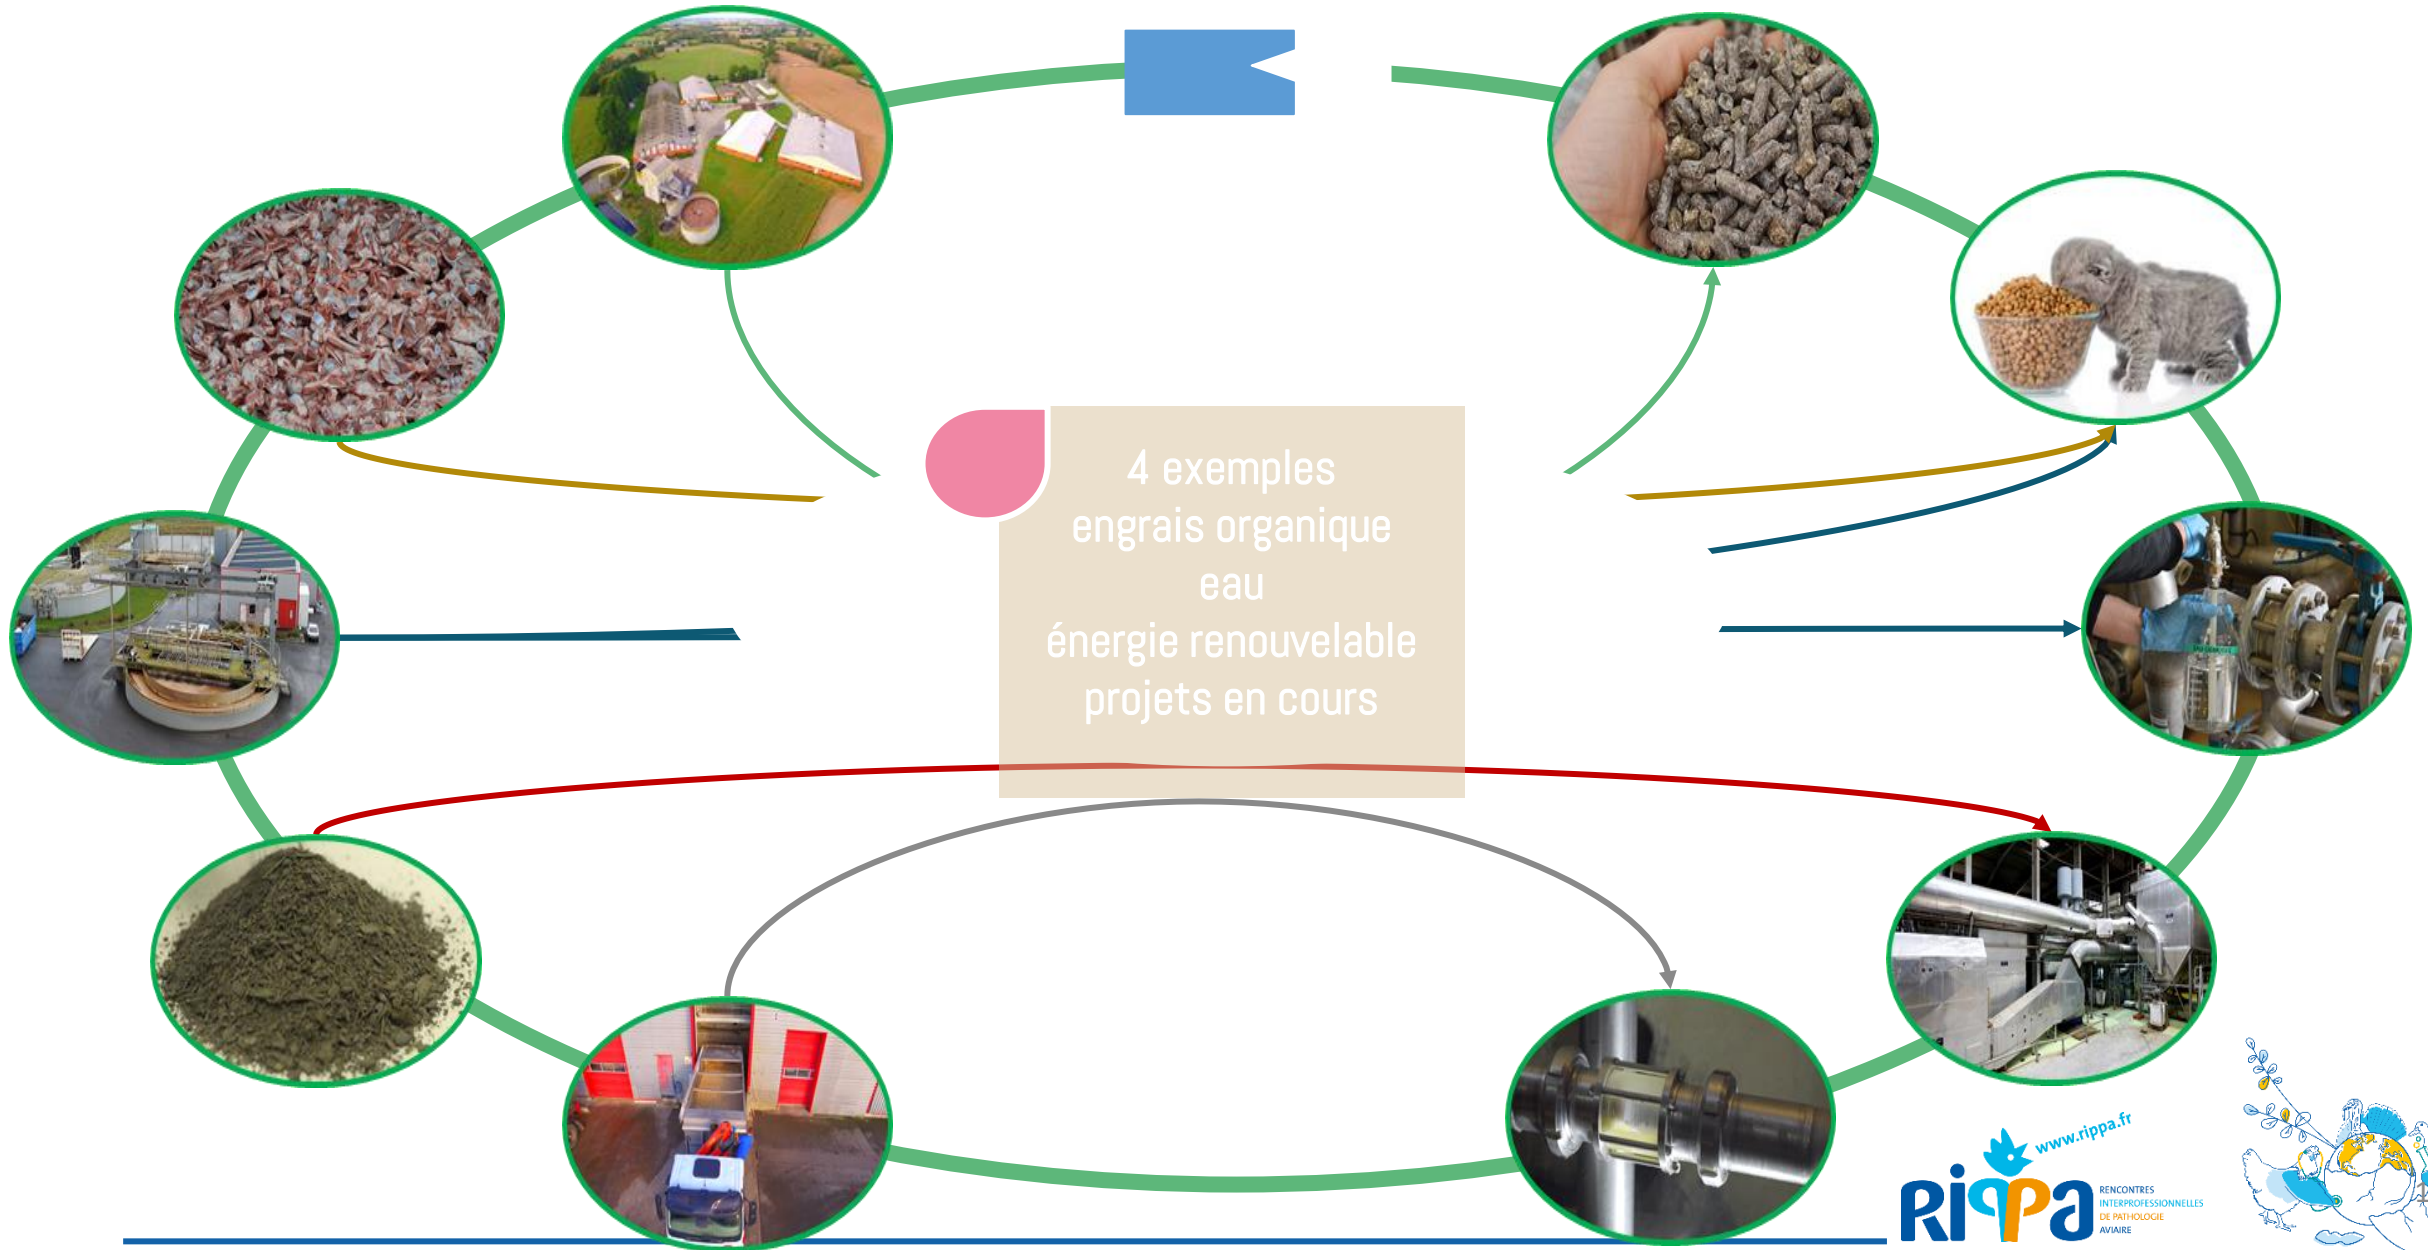 4 exemples
engrais organique
eau
énergie renouvelable
projets en cours
www.rippa.fr
Rippa
RENCONTRES
INTERPROFESSIONNELLES
DE PATHOLOGIE
AVIAIRE